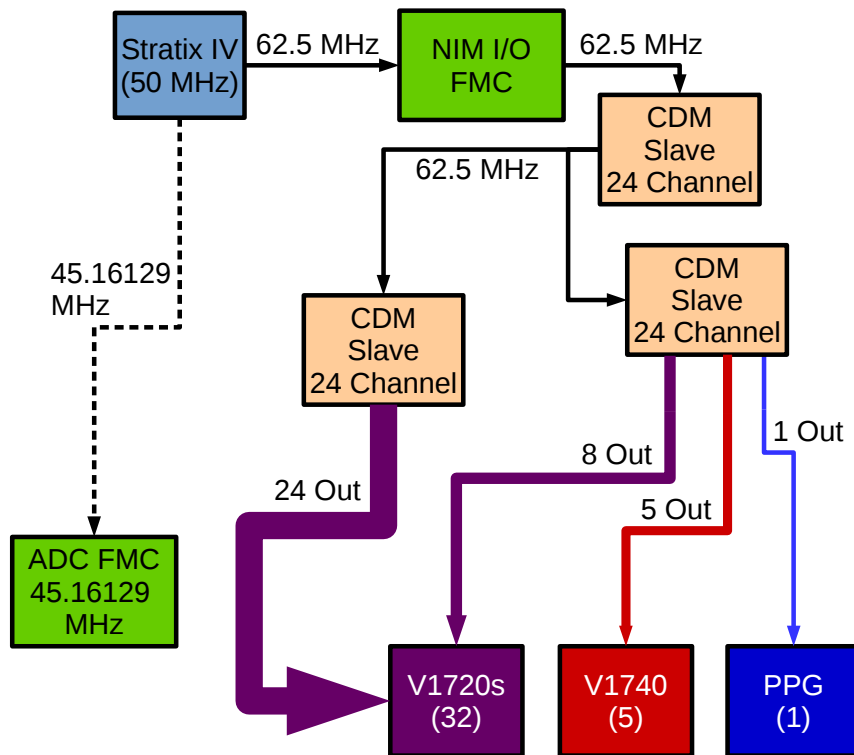 Stratix IV
(50 MHz)
62.5 MHz
NIM I/O
FMC
62.5 MHz
CDM
Slave
24 Channel
62.5 MHz
45.16129
MHz
CDM
Slave
24 Channel
CDM
Slave
24 Channel
24 Out
8 Out
5 Out
1 Out
ADC FMC
45.16129
MHz
V1720s
(32)
V1740
(5)
PPG
(1)